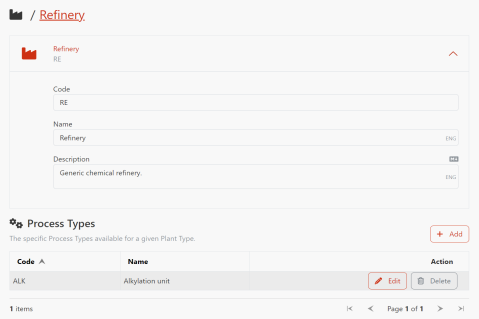 / Refinery
Refinery
RE
Code
RE
Name
Refinery ENG
Description
Generic chemical refinery. ENG
Process Types
The specific Process Types available for a given Plant Type.
+ Add
Code Name Action
ALK Alkylation unit Edit Delete
1 items Page 1 of 1